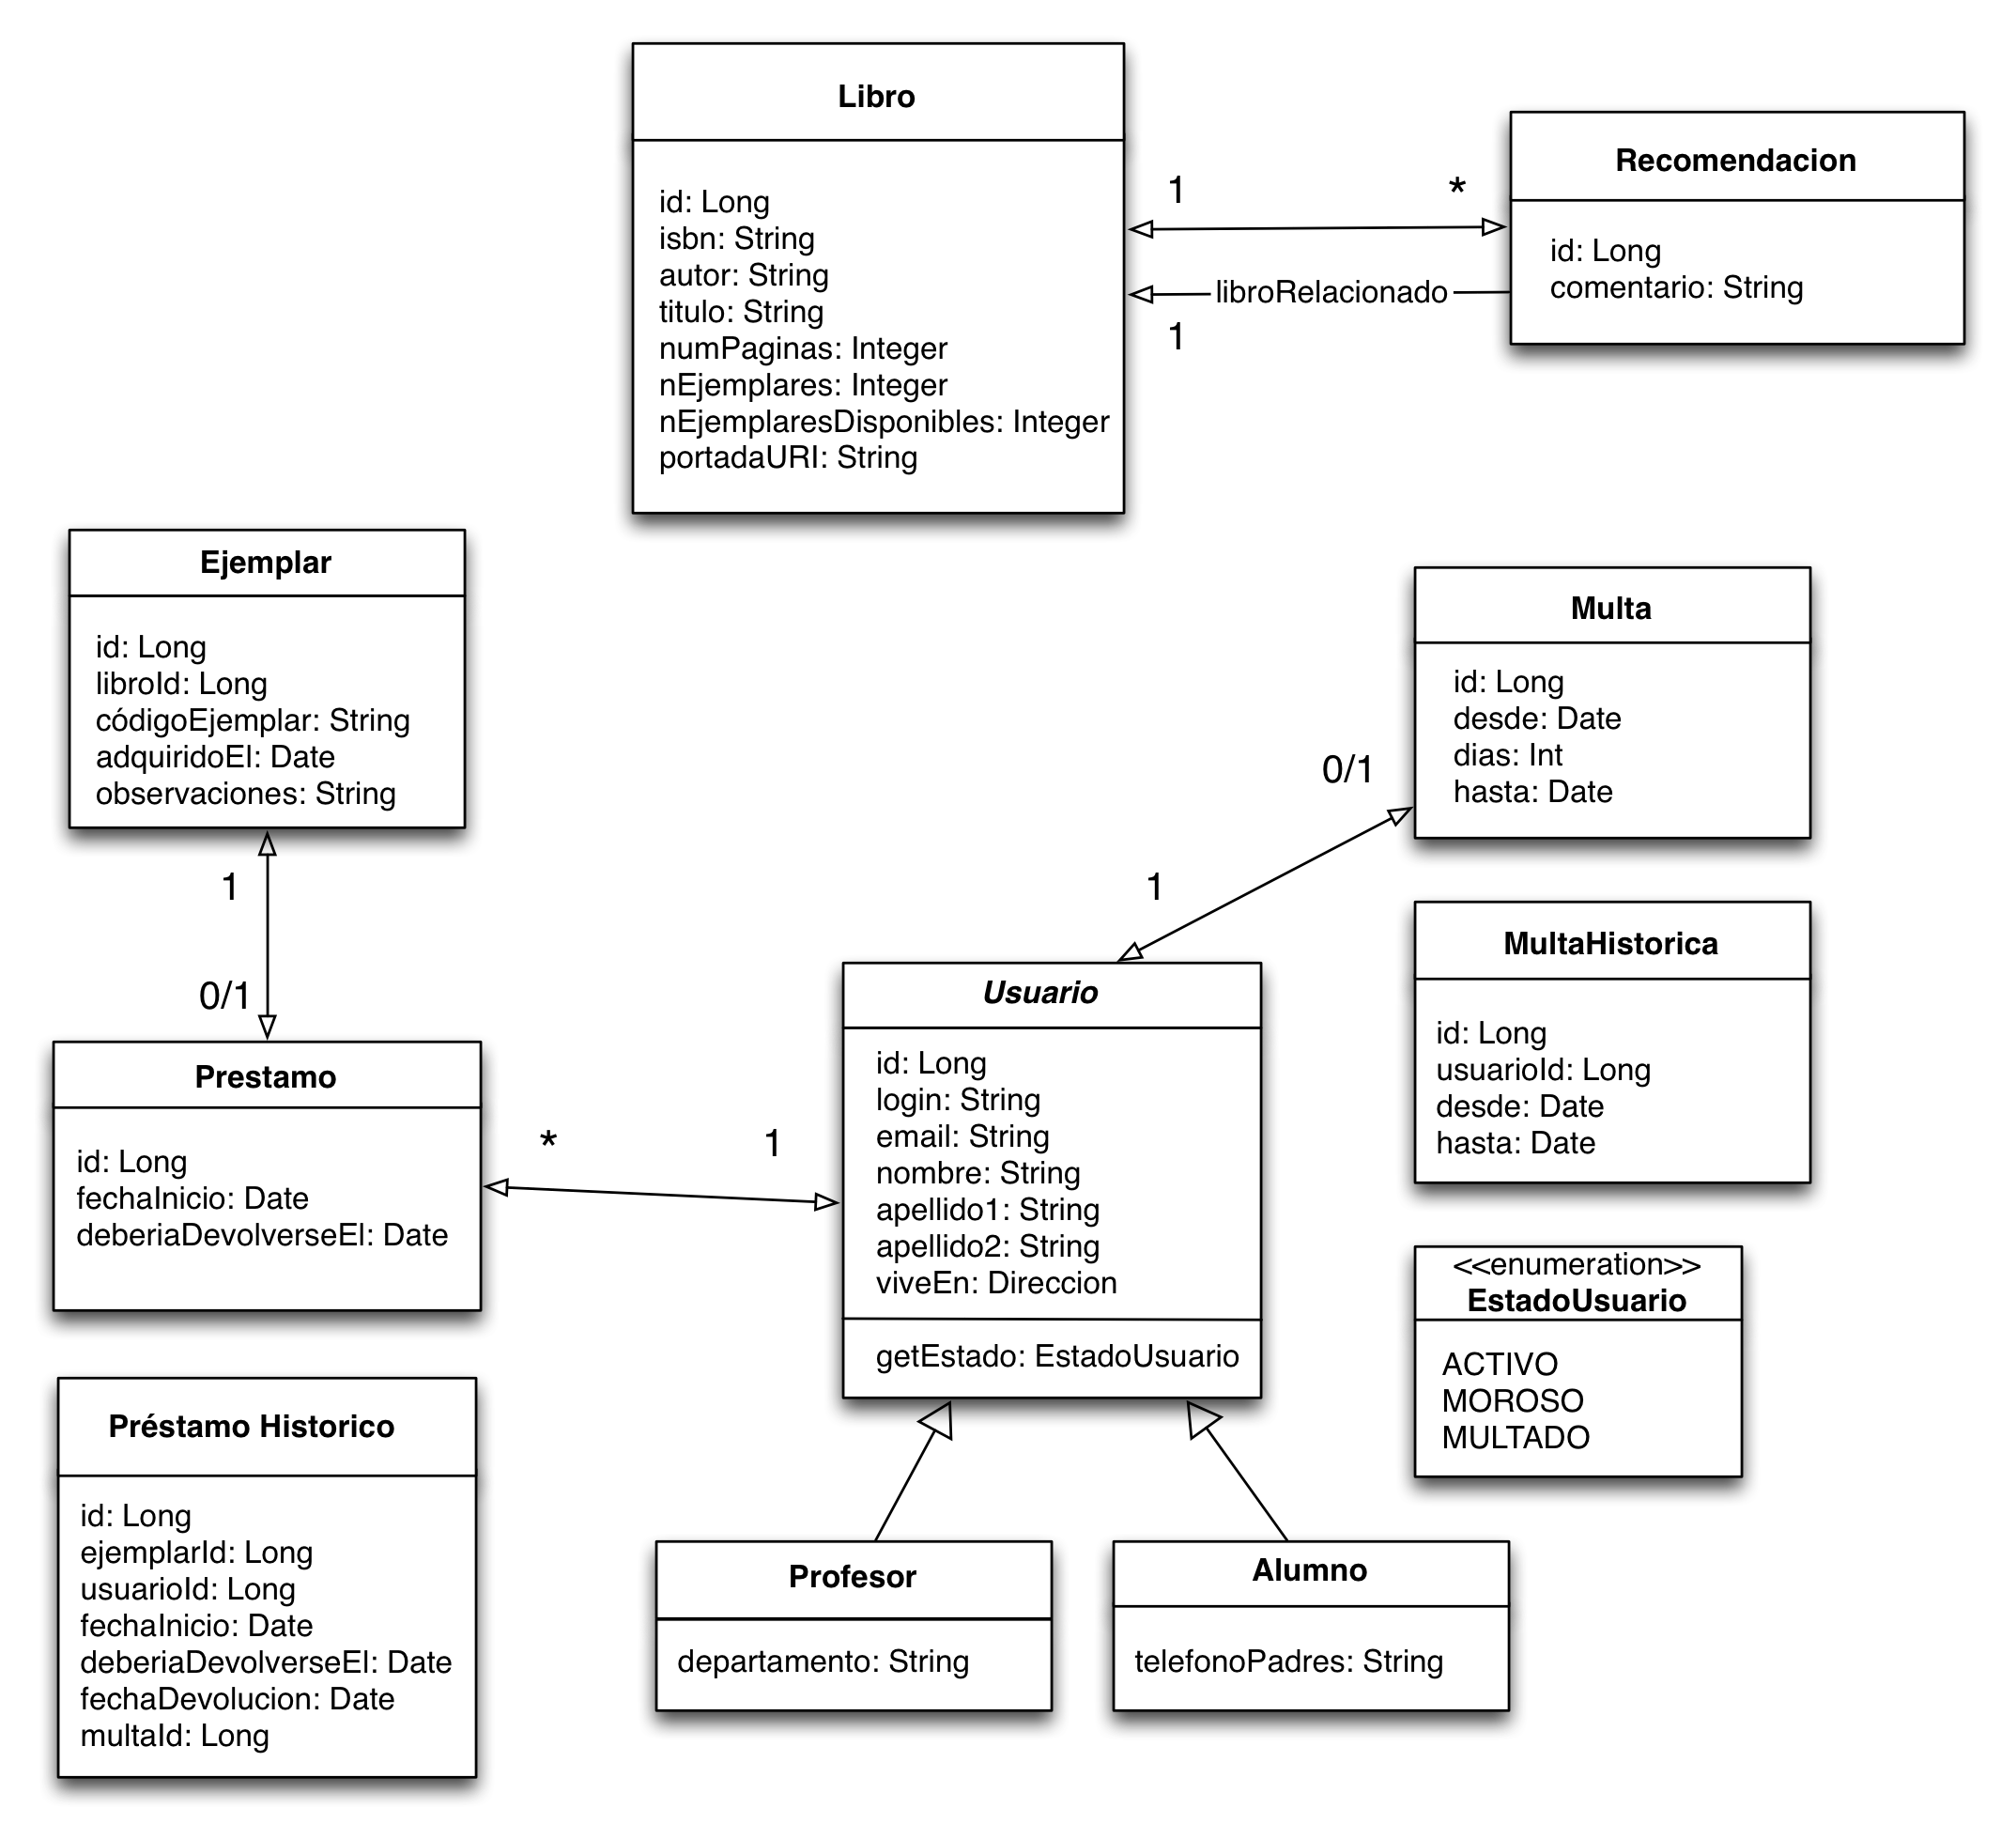 Libro
id: Long
isbn: String
autor: String
titulo: String
numPaginas: Integer
nEjemplares: Integer
nEjemplaresDisponibles: Integer
portadaURI: String
1
*
libroRelacionado
1
Recomendacion
id: Long
comentario: String
Ejemplar
id: Long
libroId: Long
códigoEjemplar: String
adquiridoEl: Date
observaciones: String
1
0/1
Multa
id: Long
desde: Date
dias: Int
hasta: Date
0/1
1
MultaHistorica
id: Long
usuarioId: Long
desde: Date
hasta: Date
Prestamo
id: Long
fechaInicio: Date
deberiaDevolverseEl: Date
*
1
Usuario
id: Long
login: String
email: String
nombre: String
apellido1: String
apellido2: String
viveEn: Direccion
getEstado: EstadoUsuario
<<enumeration>>
EstadoUsuario
ACTIVO
MOROSO
MULTADO
Préstamo Historico
id: Long
ejemplarId: Long
usuarioId: Long
fechaInicio: Date
deberiaDevolverseEl: Date
fechaDevolucion: Date
multaId: Long
Profesor
departamento: String
Alumno
telefonoPadres: String